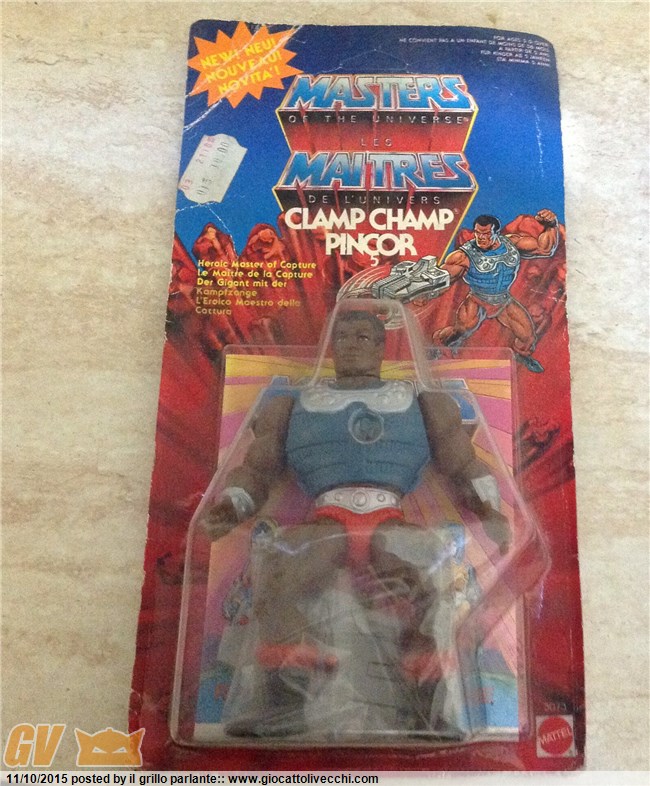 NEW! NEU!
NOUVEAU!
NOVITA'!
MASTERS
OF THE UNIVERSE
LES
MAITRES
DE L'UNIVERS
CLAMP CHAMP
PINÇOR
Heroic Master of Capture
Le Maître de la Capture
Der Gigant mit der
Kampfzange
L'Eroico Maestro della
Cattura
MATTEL
GV
11/10/2015 posted by il grillo parlante:: www.giocattolivecchi.com